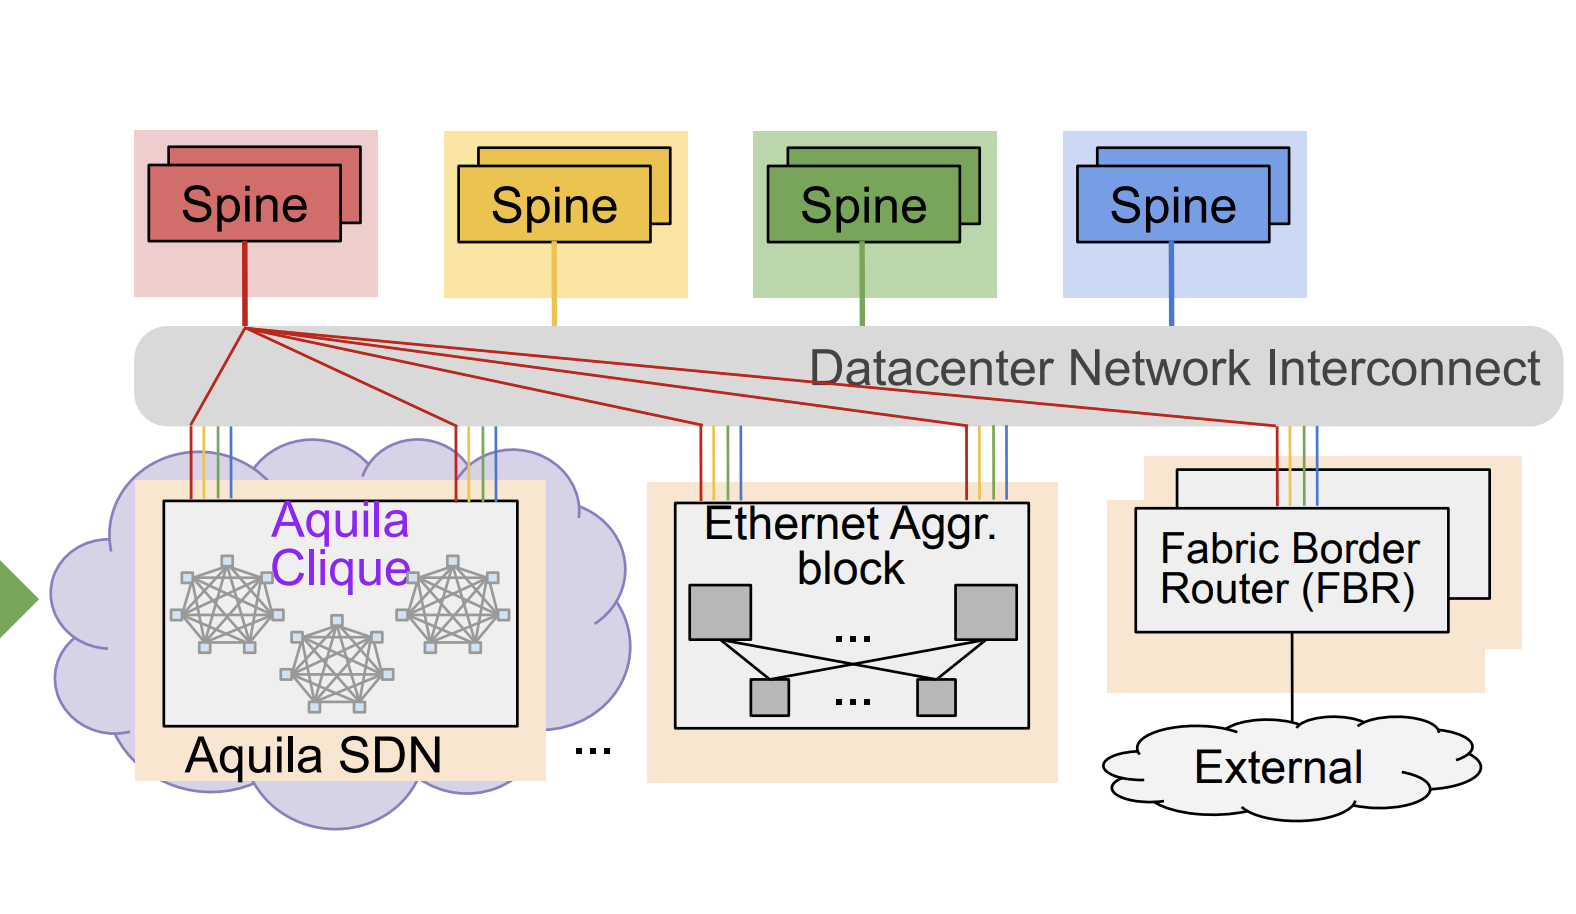 Spine
Spine
Spine
Spine
Datacenter Network Interconnect
Aquila
Clique
Aquila SDN
...
Ethernet Aggr.
block
...
...
Fabric Border
Router (FBR)
External